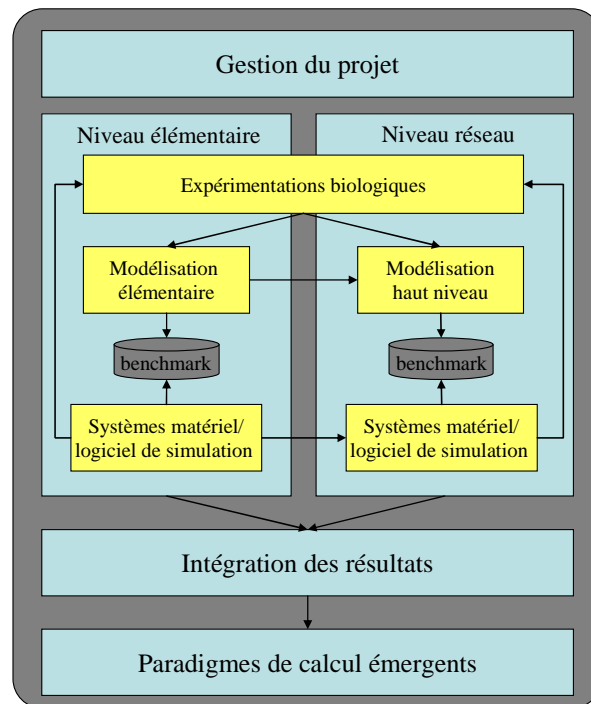 Gestion du projet
Niveau élémentaire
Niveau réseau
Expérimentations biologiques
Modélisation
élémentaire
Modélisation
haut niveau
benchmark
benchmark
Systèmes matériel/
logiciel de simulation
Systèmes matériel/
logiciel de simulation
Intégration des résultats
Paradigmes de calcul émergents